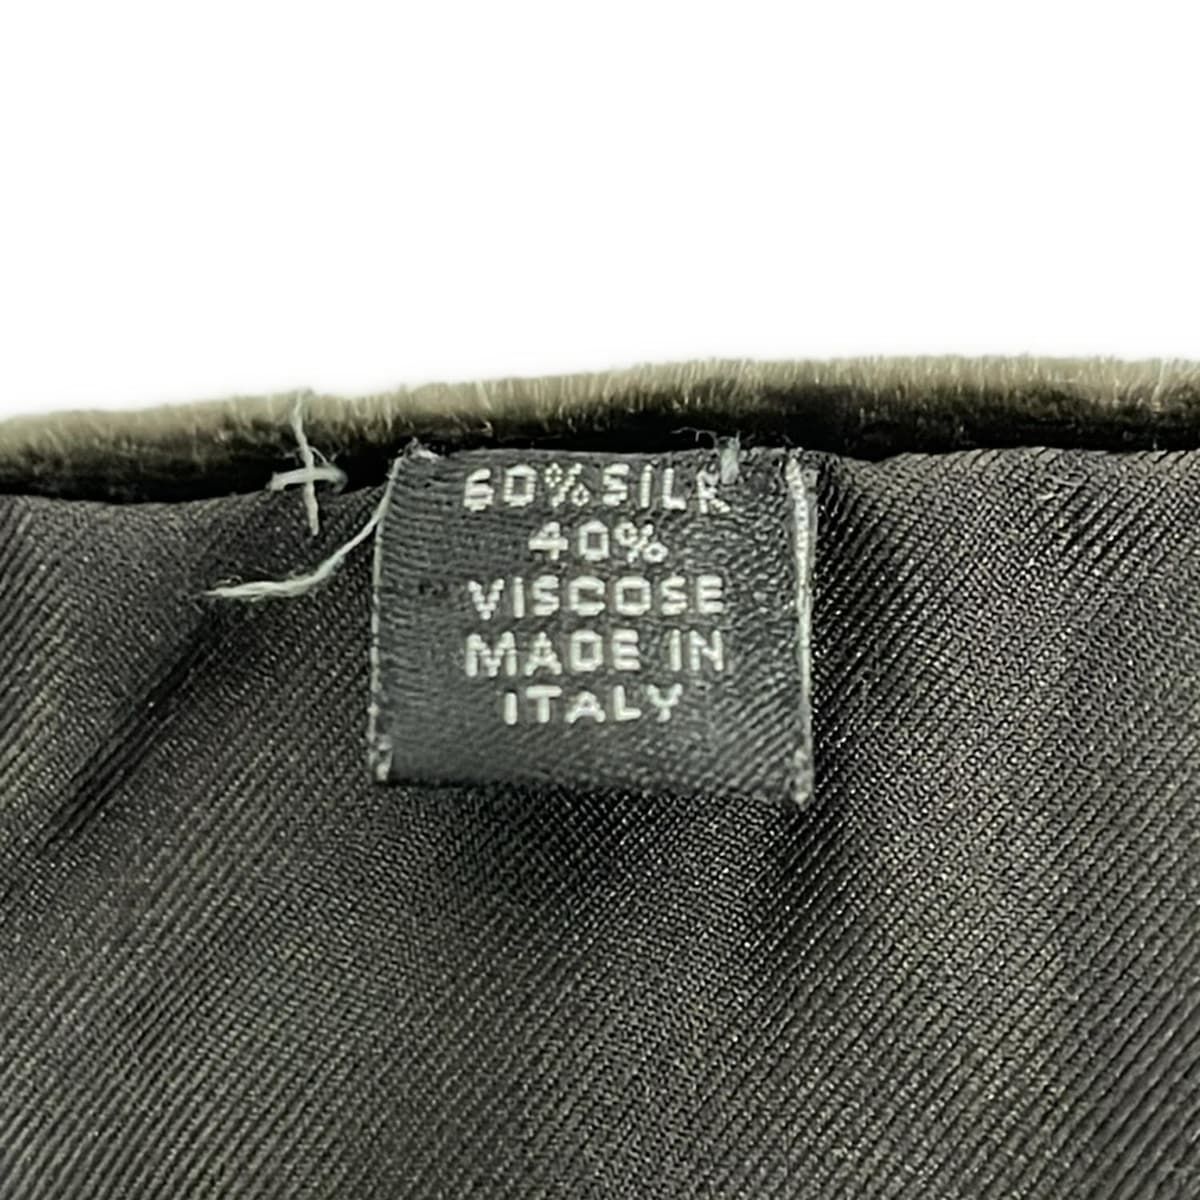 60% SILK
40%
VISCOSE
MADE IN
ITALY